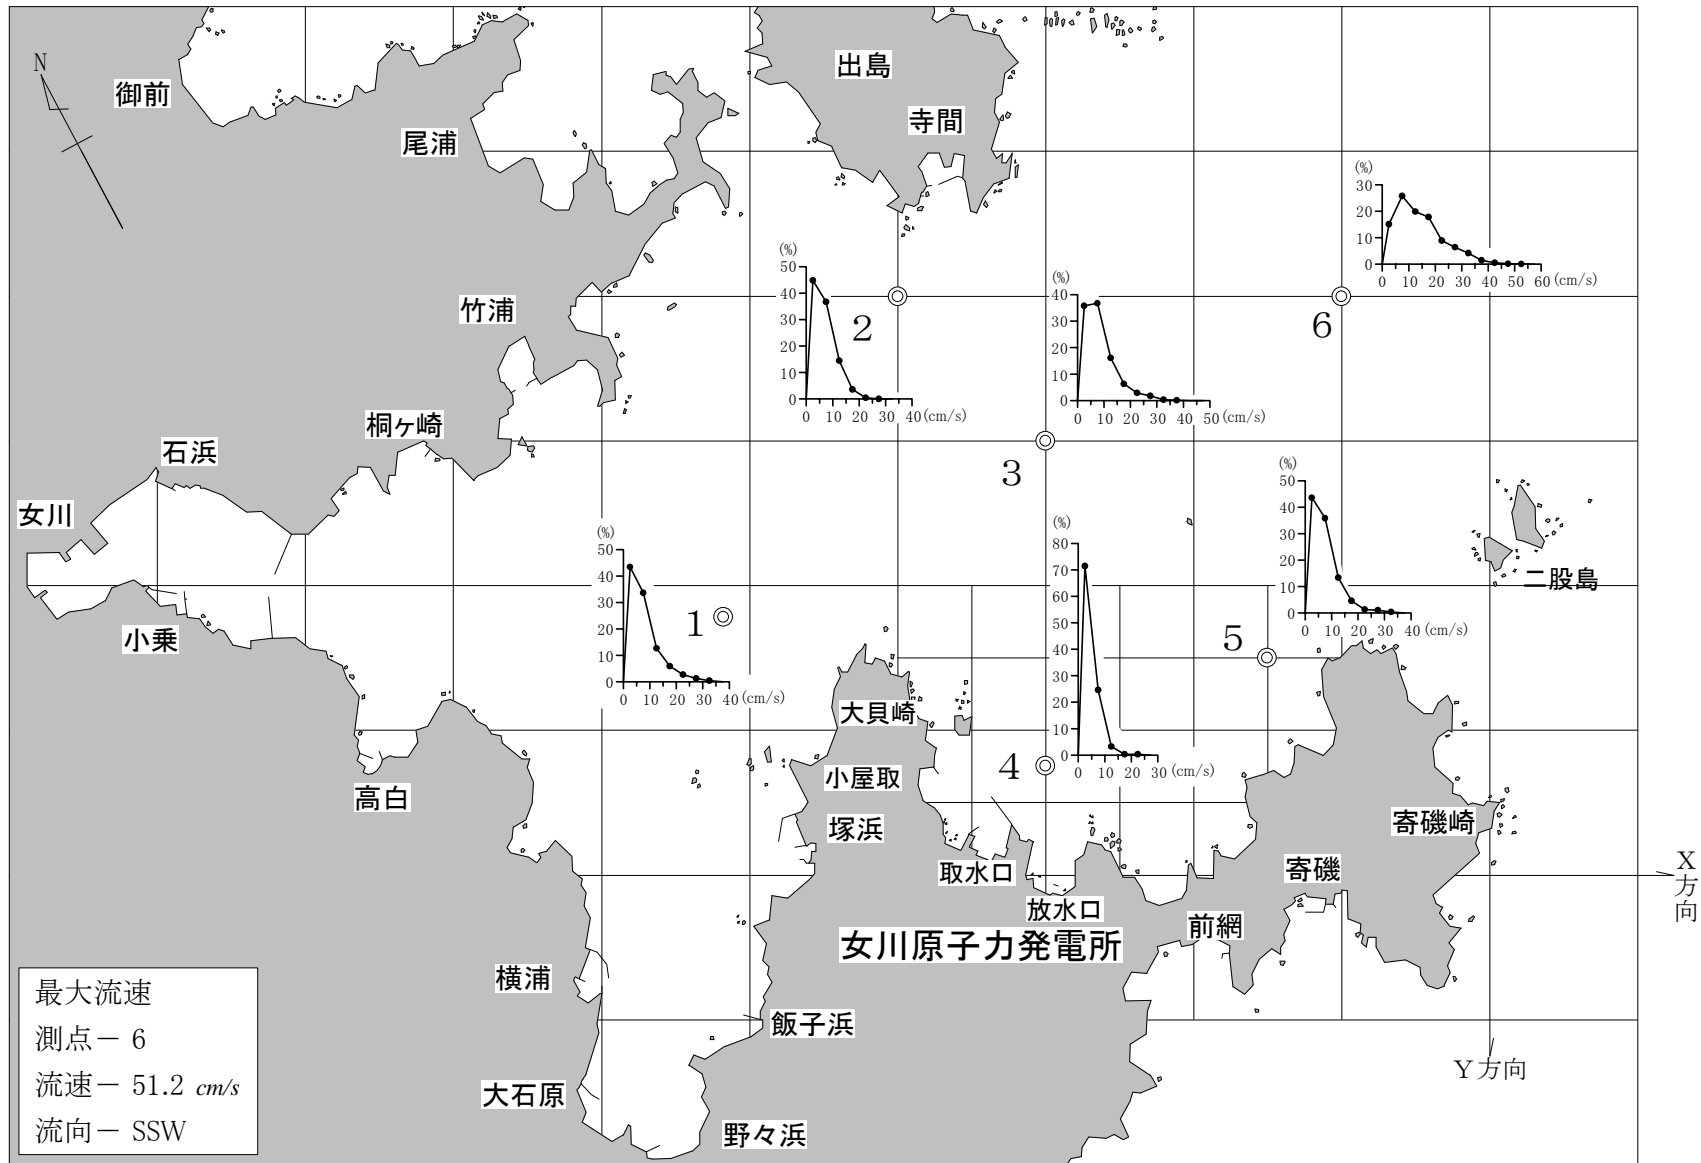 N
御前
尾浦
出島
寺間
竹浦
桐ヶ崎
石浜
女川
小乗
高白
横浦
大石原
野々浜
飯子浜
大貝崎
小屋取
塚浜
取水口
放水口
女川原子力発電所
前網
寄磯
寄磯崎
二股島
X方向
Y方向
1
(%)
50
40
30
20
10
0
0 10 20 30 40 (cm/s)
2
(%)
50
40
30
20
10
0
0 10 20 30 40 (cm/s)
3
(%)
40
30
20
10
0
0 10 20 30 40 50 (cm/s)
4
(%)
80
70
60
50
40
30
20
10
0
0 10 20 30 (cm/s)
5
(%)
50
40
30
20
10
0
0 10 20 30 40 (cm/s)
6
(%)
30
20
10
0
0 10 20 30 40 50 60 (cm/s)
最大流速
測点－ 6
流速－ 51.2 cm/s
流向－ SSW